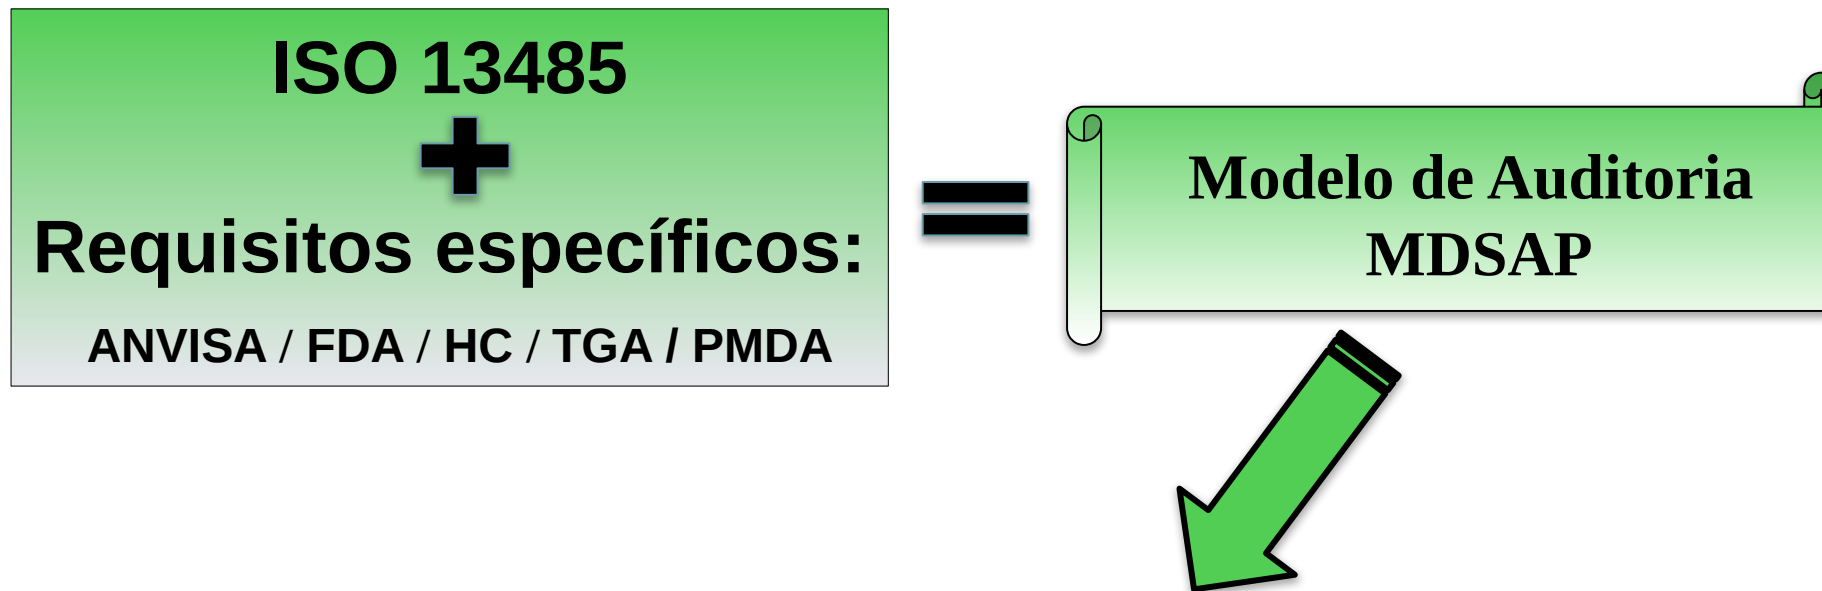 ISO 13485
Requisitos específicos:
ANVISA / FDA / HC / TGA / PMDA
Modelo de Auditoria
MDSAP